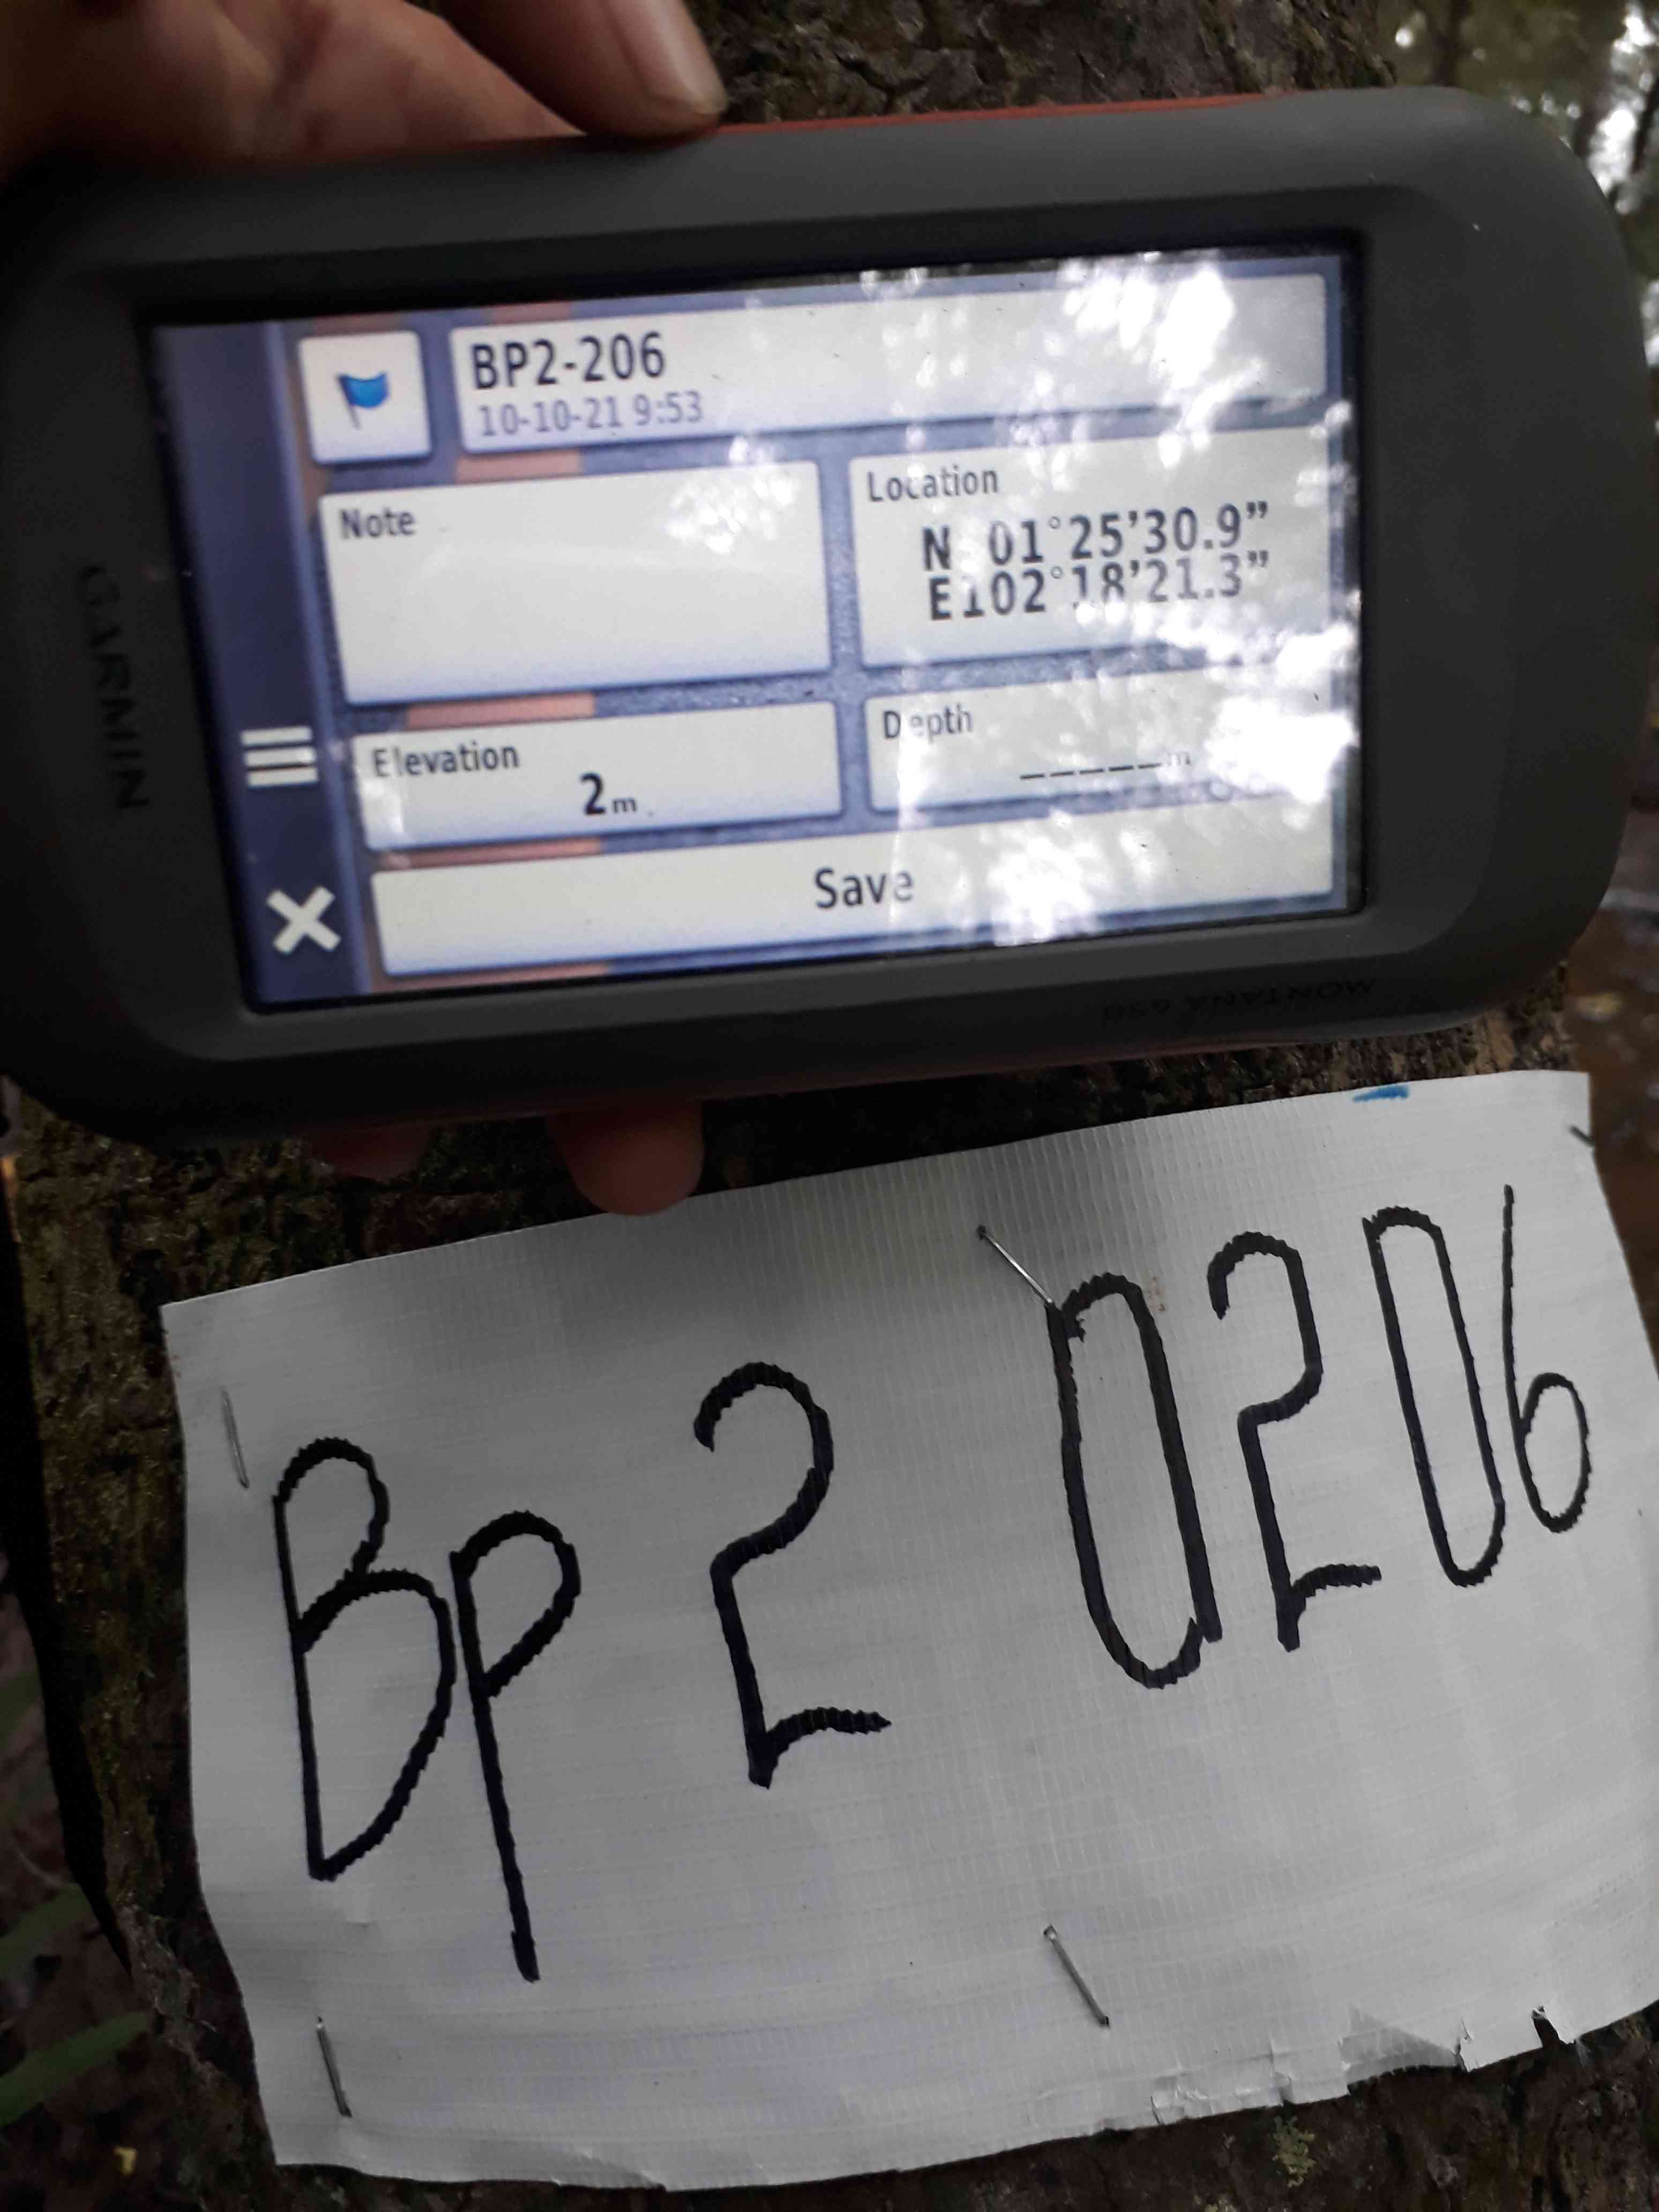 BP2-206
10-10-21 9:53
Note
Location
N 01°25'30.9"
E102°18'21.3"
Elevation
2m
Depth
_____m
Save
GARMIN
MONTANA 650
BP 2 0206